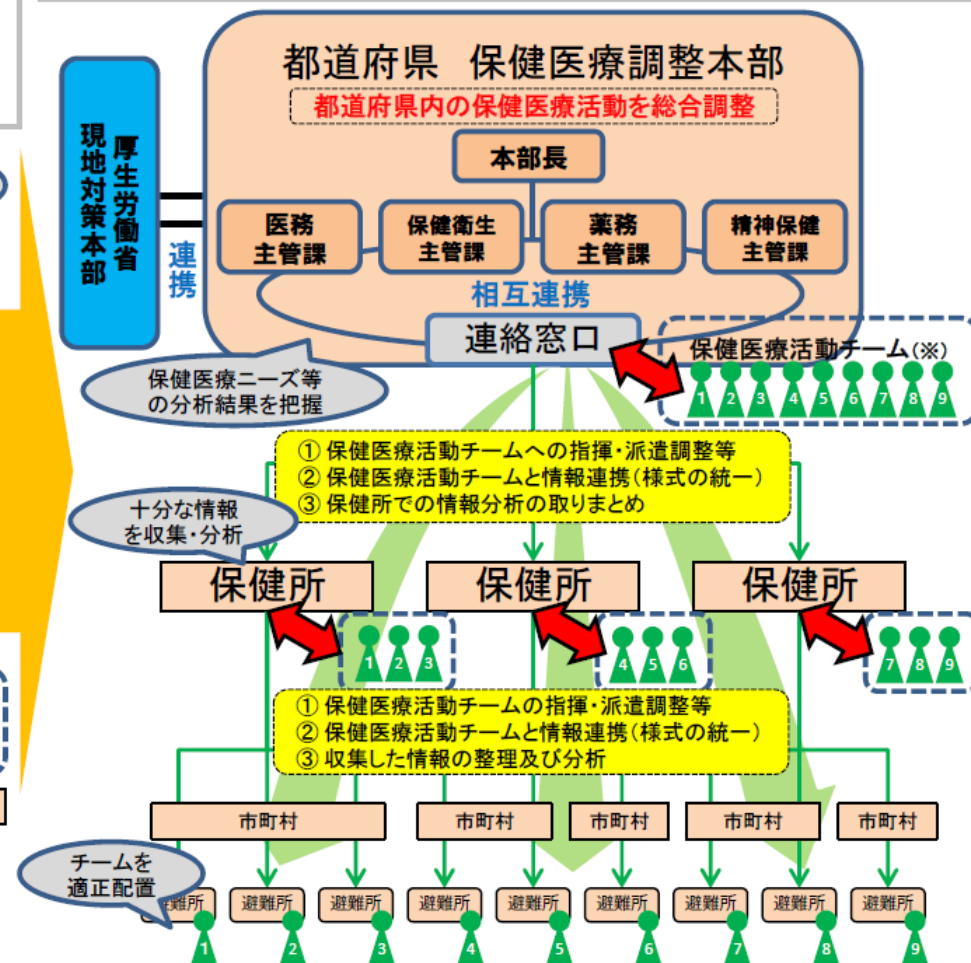 都道府県 保健医療調整本部
都道府県内の保健医療活動を総合調整
本部長
厚生労働省
現地対策本部
連携
医務
主管課
保健衛生
主管課
薬務
主管課
精神保健
主管課
相互連携
連絡窓口
保健医療活動チーム(※)
1 2 3 4 5 6 7 8 9
保健医療ニーズ等
の分析結果を把握
① 保健医療活動チームへの指揮・派遣調整等
② 保健医療活動チームと情報連携(様式の統一)
③ 保健所での情報分析の取りまとめ
十分な情報
を収集・分析
保健所
保健所
保健所
1 2 3
4 5 6
7 8 9
① 保健医療活動チームの指揮・派遣調整等
② 保健医療活動チームと情報連携(様式の統一)
③ 収集した情報の整理及び分析
市町村
市町村
市町村
市町村
市町村
チームを
適正配置
避難所
避難所
避難所
避難所
避難所
避難所
避難所
避難所
避難所
1 2 3 4 5 6 7 8 9